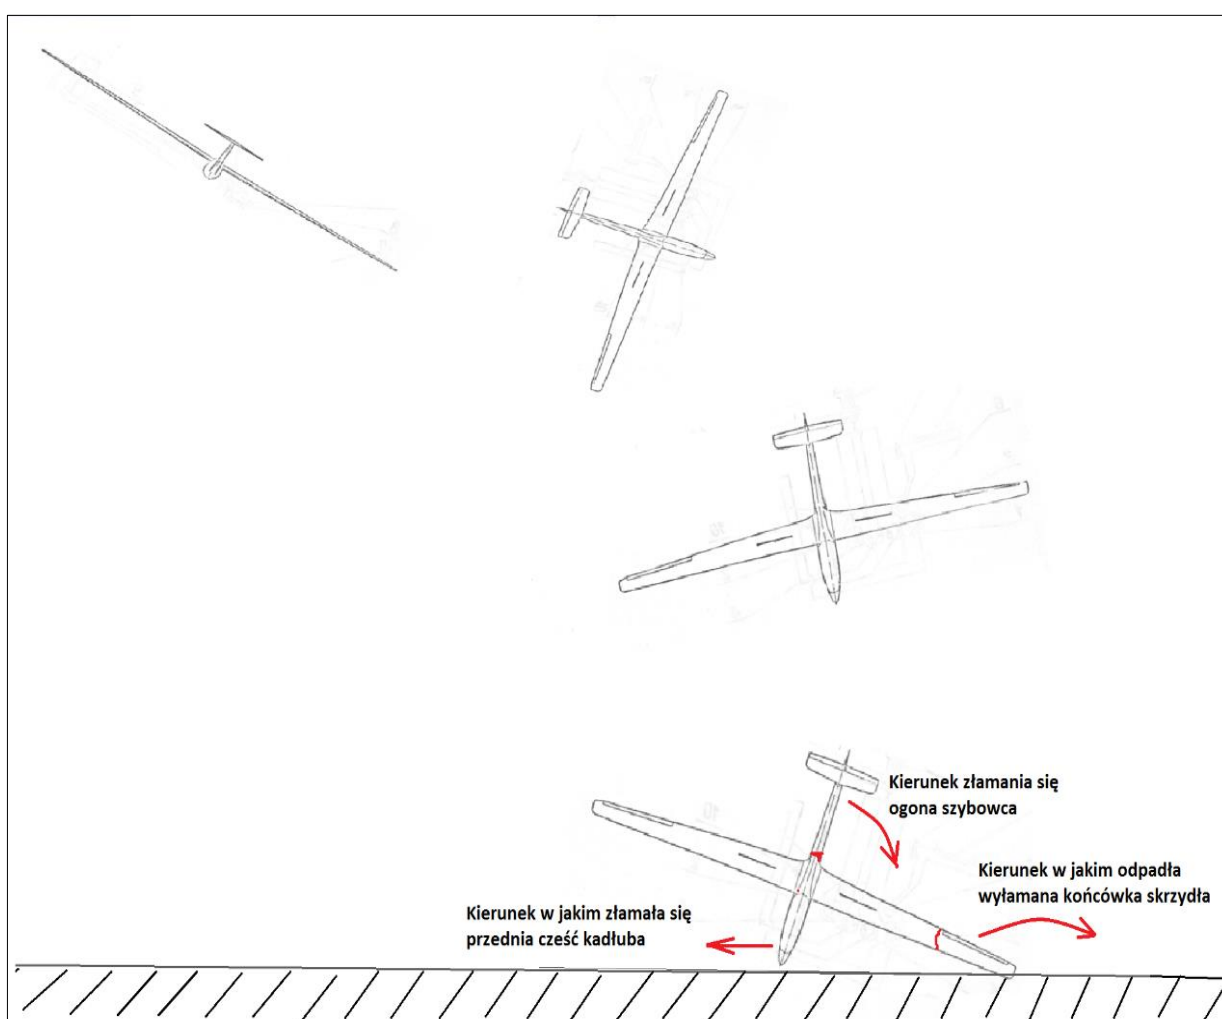 Kierunek złamania się
ogona szybowca
Kierunek w jakim odpadła
wyłamana końcówka skrzydła
Kierunek w jakim złamała się
przednia cześć kadłuba